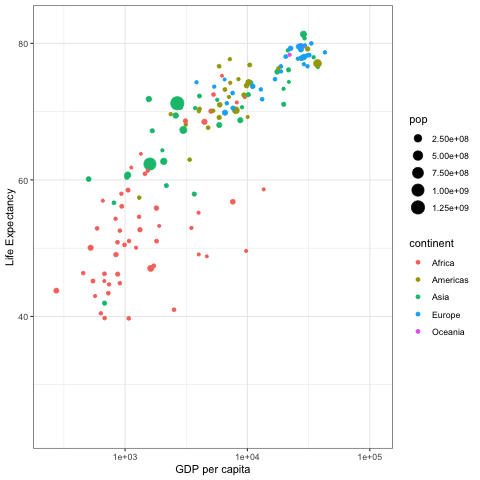 80
60
40
Life Expectancy
1e+03
1e+04
1e+05
GDP per capita
pop
2.50e+08
5.00e+08
7.50e+08
1.00e+09
1.25e+09
continent
Africa
Americas
Asia
Europe
Oceania